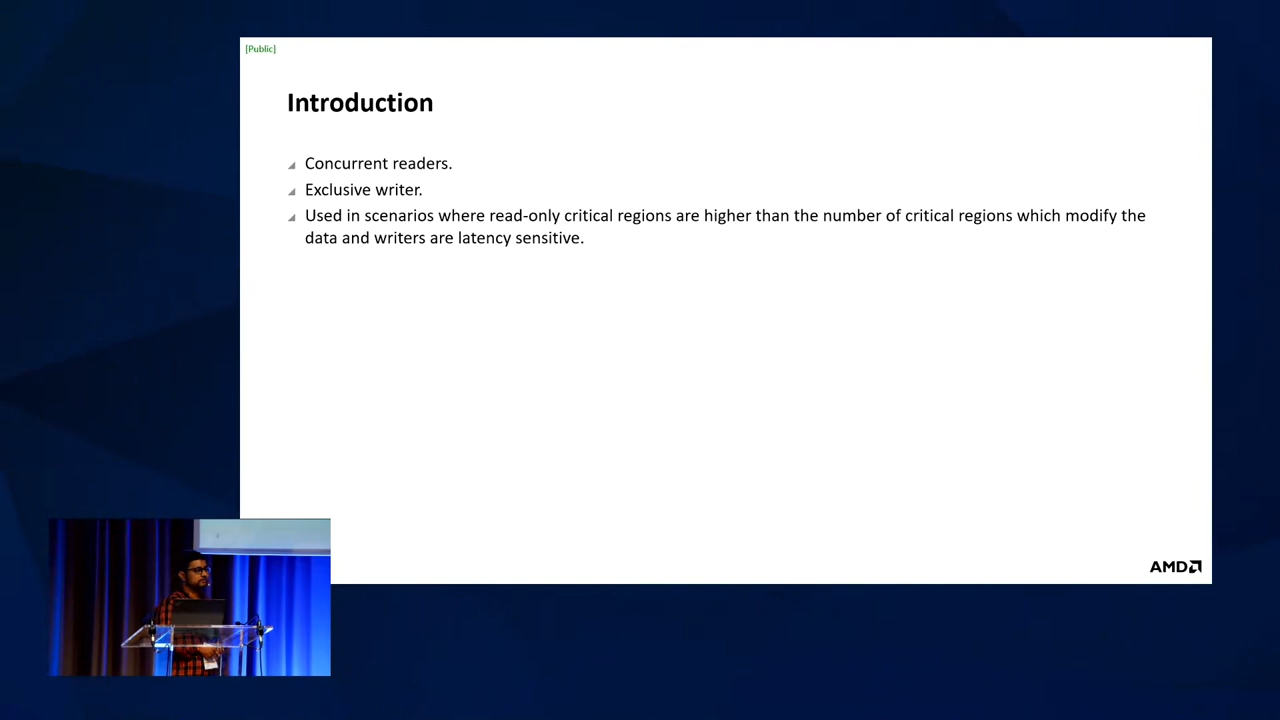 [Public]
Introduction
Concurrent readers.
Exclusive writer.
Used in scenarios where read-only critical regions are higher than the number of critical regions which modify the
data and writers are latency sensitive.
AMD